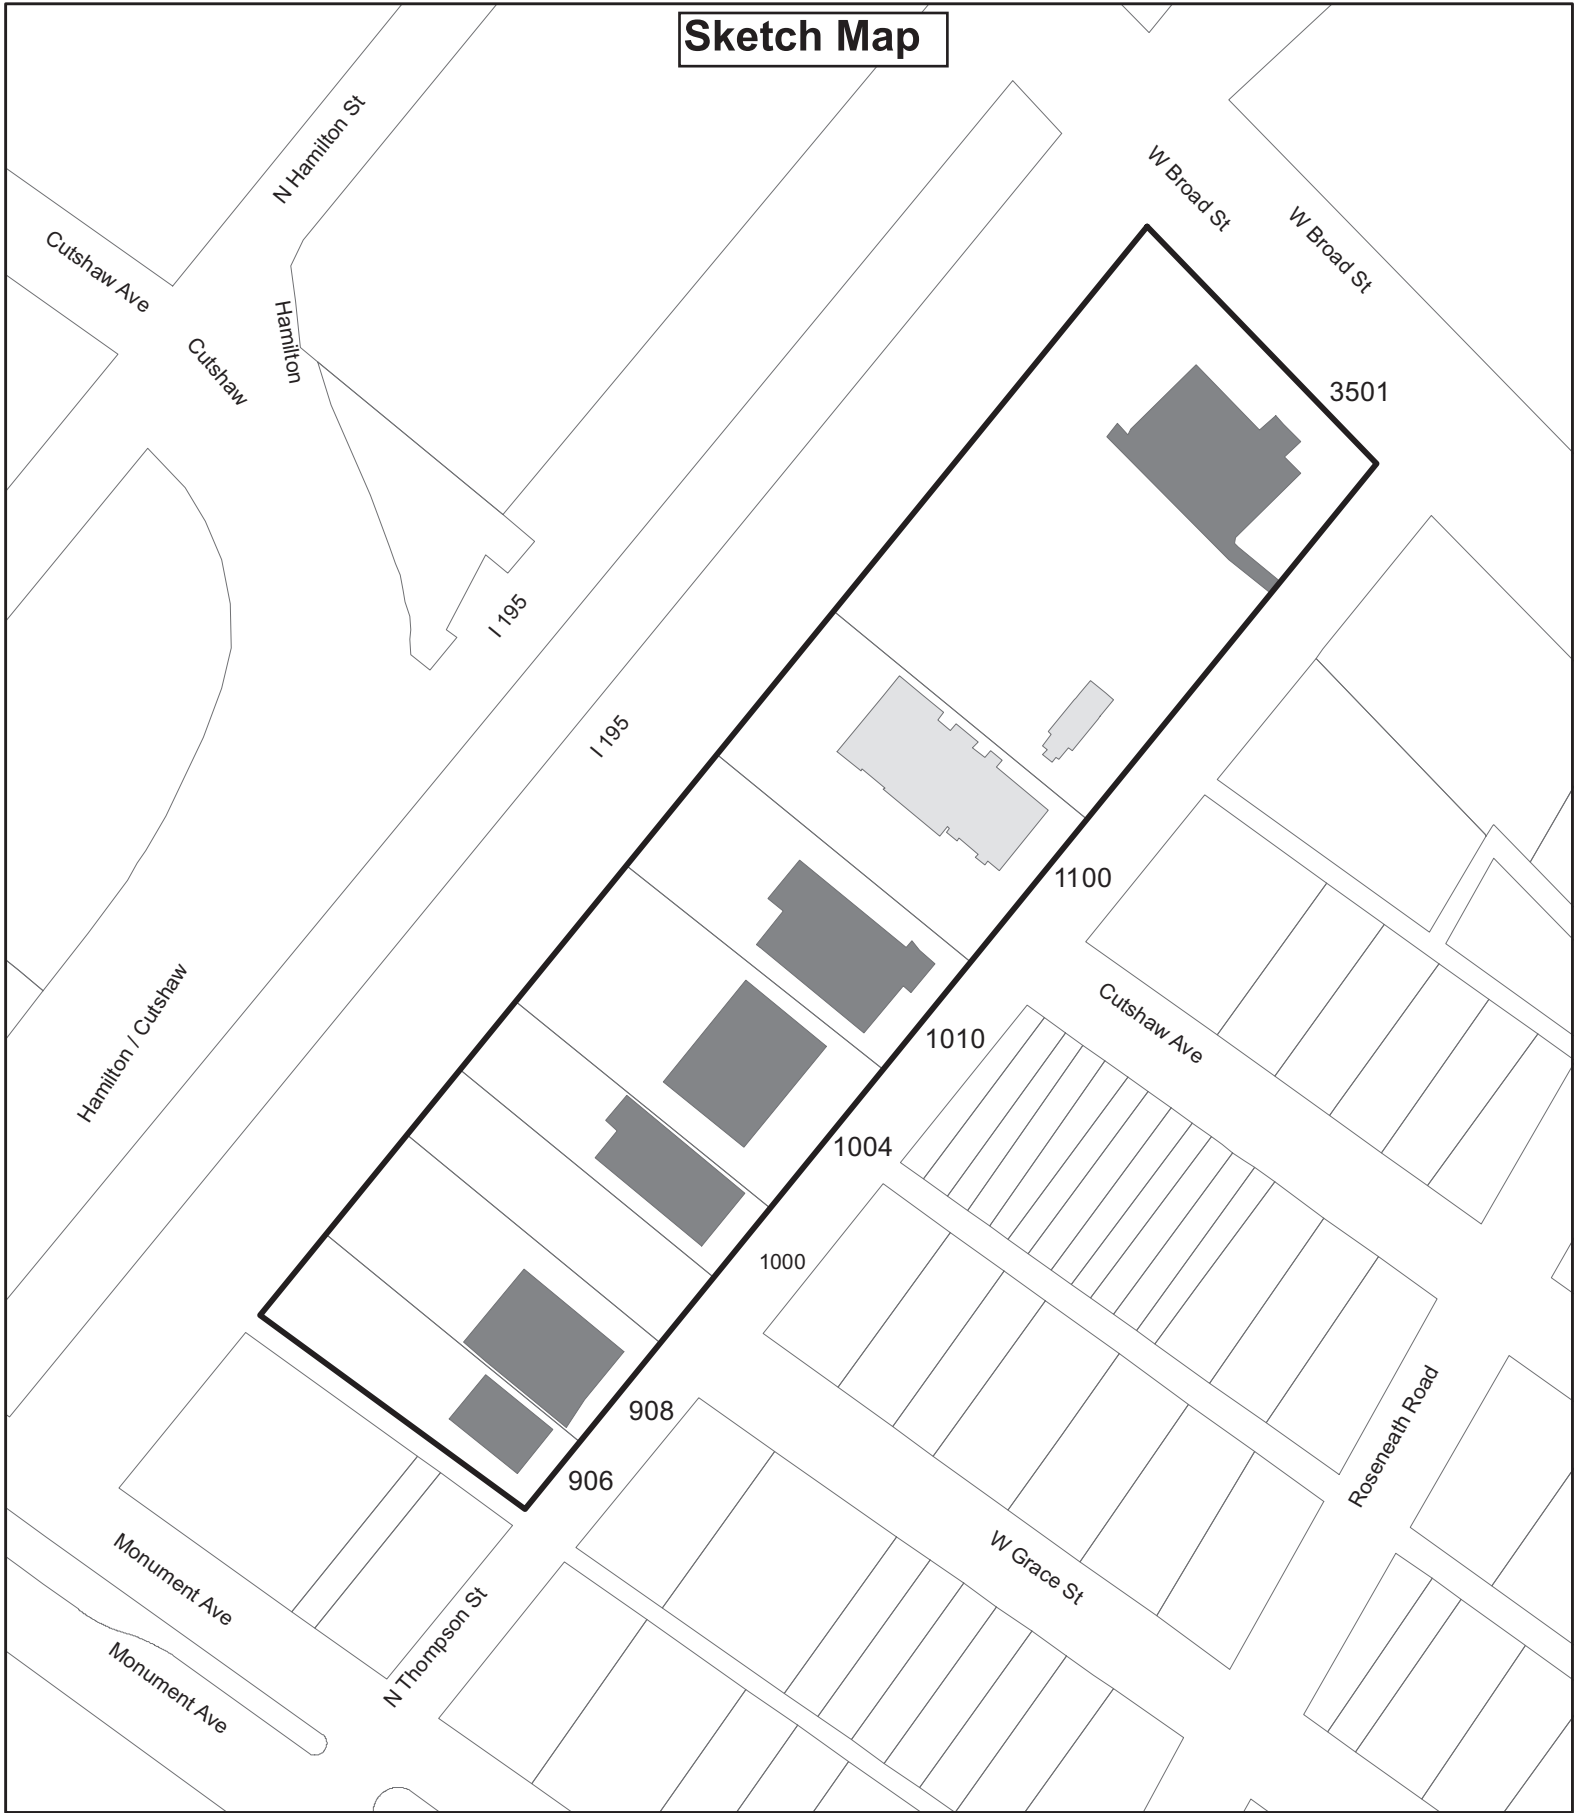 Sketch Map
N Hamilton St
W Broad St
W Broad St
Cutshaw Ave
Hamilton
Cutshaw
3501
I 195
I 195
1100
Cutshaw Ave
1010
Hamilton / Cutshaw
1004
1000
908
Roseneath Road
906
W Grace St
Monument Ave
N Thompson St
Monument Ave